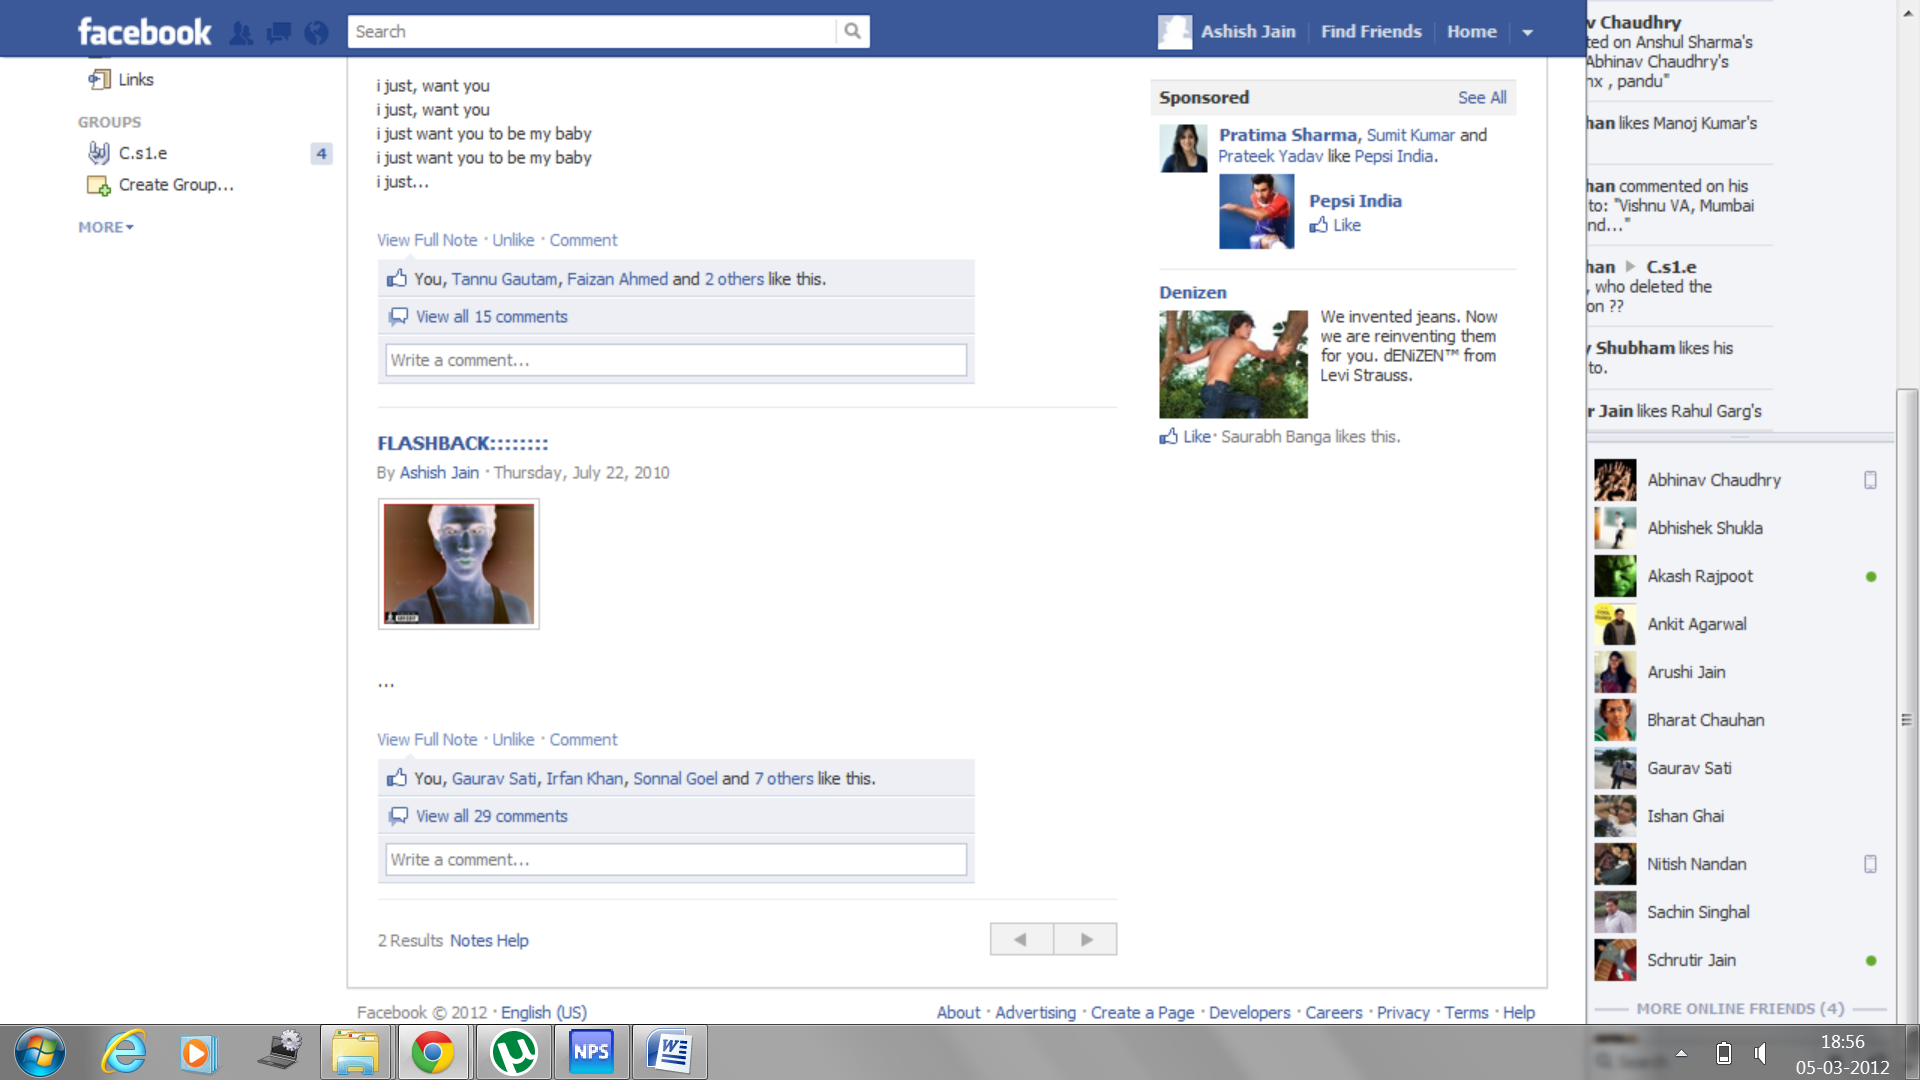 facebook
Search
Ashish Jain
Find Friends
Home
Links
GROUPS
C.s1.e
4
Create Group...
MORE
i just, want you
i just, want you
i just want you to be my baby
i just want you to be my baby
i just...
View Full Note · Unlike · Comment
You, Tannu Gautam, Faizan Ahmed and 2 others like this.
View all 15 comments
Write a comment...
FLASHBACK::::::::
By Ashish Jain · Thursday, July 22, 2010
...
View Full Note · Unlike · Comment
You, Gaurav Sati, Irfan Khan, Sonnal Goel and 7 others like this.
View all 29 comments
Write a comment...
2 Results Notes Help
Facebook © 2012 · English (US)
About · Advertising · Create a Page · Developers · Careers · Privacy · Terms · Help
Sponsored
See All
Pratima Sharma, Sumit Kumar and
Prateek Yadav like Pepsi India.
Pepsi India
Like
Denizen
We invented jeans. Now
we are reinventing them
for you. dENiZEN™ from
Levi Strauss.
Like · Saurabh Banga likes this.
v Chaudhry
ted on Anshul Sharma's
Abhinav Chaudhry's
nx , pandu"
han likes Manoj Kumar's
han commented on his
to: "Vishnu VA, Mumbai
nd..."
han ▶ C.s1.e
, who deleted the
on ??
y Shubham likes his
to.
r Jain likes Rahul Garg's
Abhinav Chaudhry
Abhishek Shukla
Akash Rajpoot
Ankit Agarwal
Arushi Jain
Bharat Chauhan
Gaurav Sati
Ishan Ghai
Nitish Nandan
Sachin Singhal
Schrutir Jain
MORE ONLINE FRIENDS (4)
NPS
W
18:56
05-03-2012